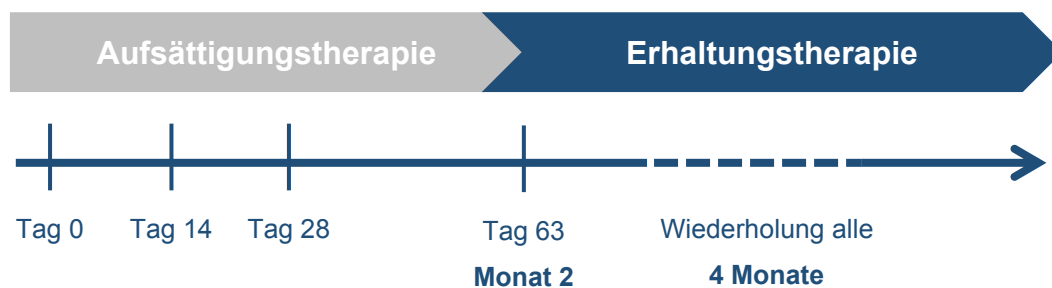 Aufsättigungstherapie
Erhaltungstherapie
Tag 0
Tag 14
Tag 28
Tag 63
Monat 2
Wiederholung alle
4 Monate